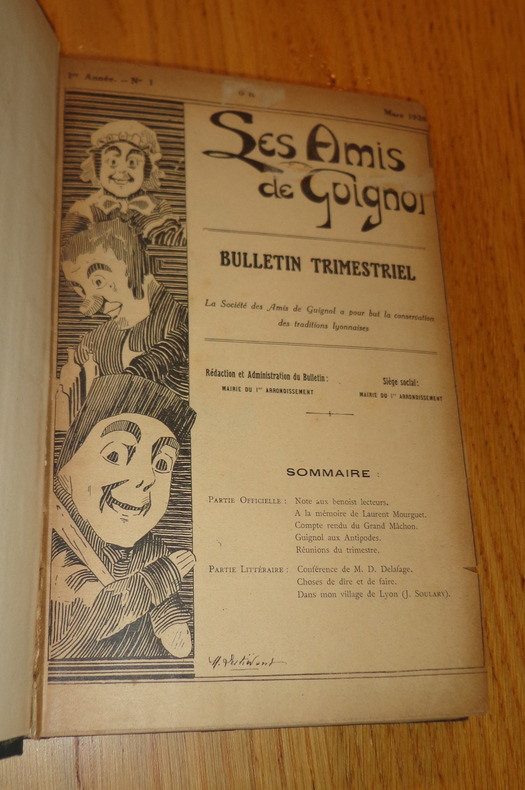 1re Année. — No 1
Mars
Les Amis
de Guignol
BULLETIN TRIMESTRIEL
La Société des Amis de Guignol a pour but la conservation
des traditions lyonnaises
Rédaction et Administration du Bulletin :
MAIRIE DU 1er ARRONDISSEMENT
Siège social :
MAIRIE DU 1er ARRONDISSEMENT
SOMMAIRE :
PARTIE OFFICIELLE : Note aux benoist lecteurs.
A la mémoire de Laurent Mourguet.
Compte rendu du Grand Mâchon.
Guignol aux Antipodes.
Réunions du trimestre.
PARTIE LITTÉRAIRE : Conférence de M. D. Delafage.
Choses de dire et de faire.
Dans mon village de Lyon (J. SOULARY).